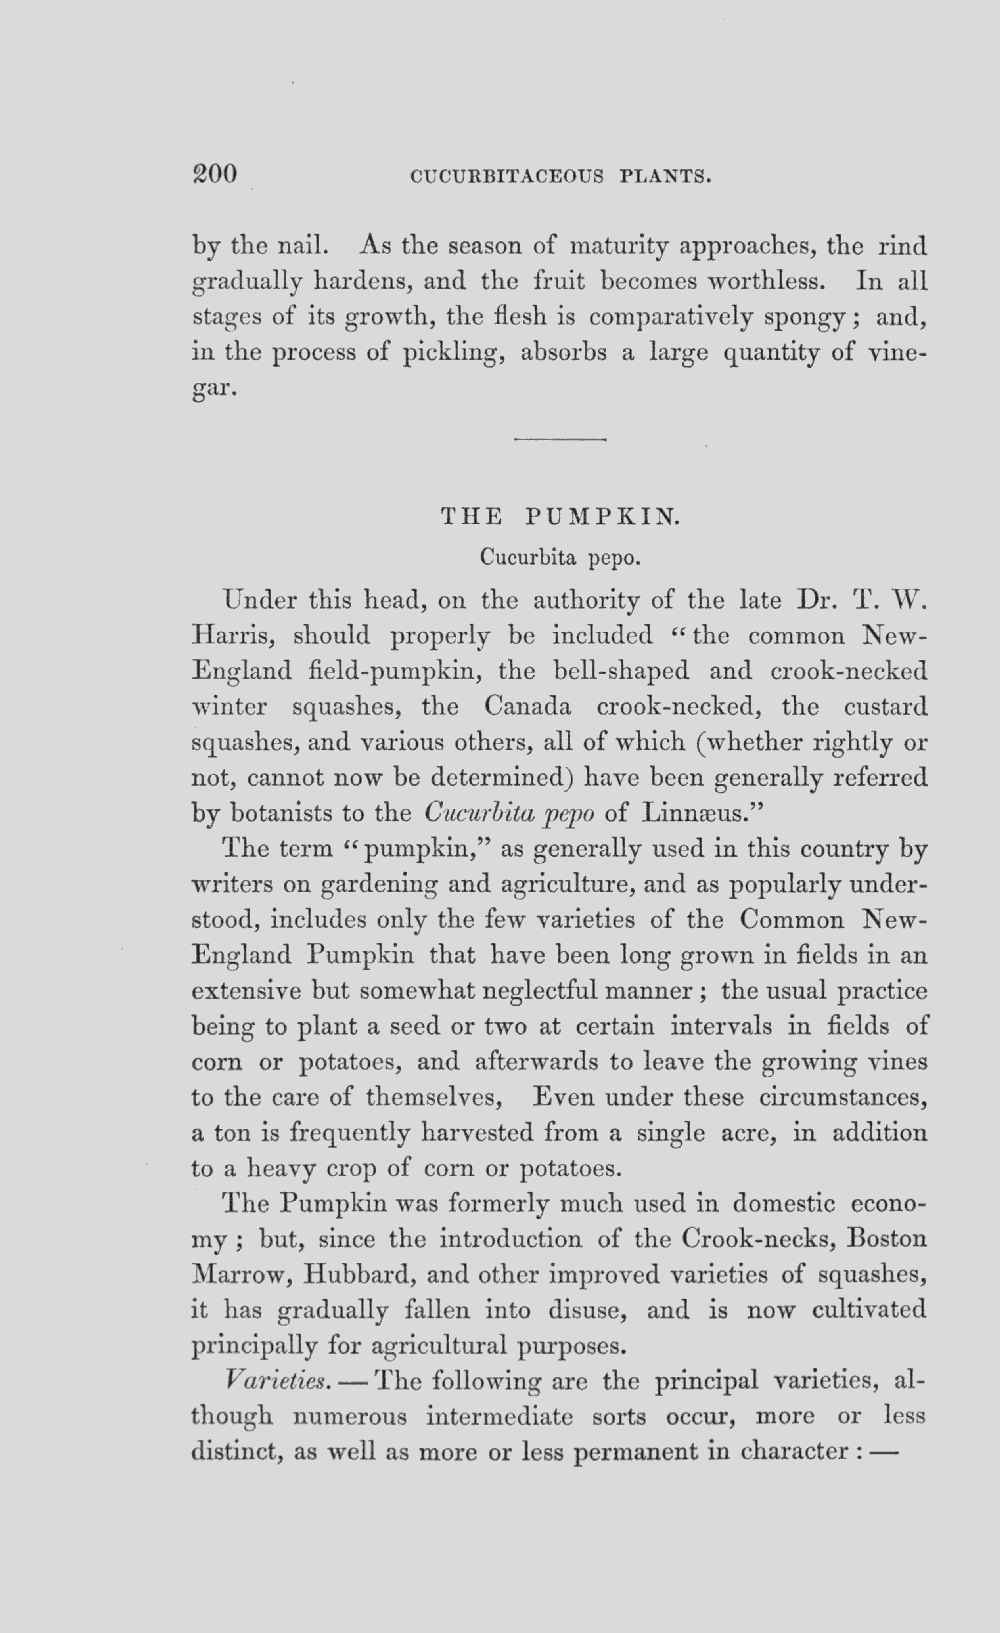 200 CUCURBITACEOUS PLANTS.
by the nail. As the season of maturity approaches, the rind
gradually hardens, and the fruit becomes worthless. In all
stages of its growth, the flesh is comparatively spongy; and,
in the process of pickling, absorbs a large quantity of vine-
gar.
THE PUMPKIN.
Cucurbita pepo.
Under this head, on the authority of the late Dr. T. W.
Harris, should properly be included “the common New-
England field-pumpkin, the bell-shaped and crook-necked
winter squashes, the Canada crook-necked, the custard
squashes, and various others, all of which (whether rightly or
not, cannot now be determined) have been generally referred
by botanists to the Cucurbita pepo of Linnæus.”
The term “pumpkin,” as generally used in this country by
writers on gardening and agriculture, and as popularly under-
stood, includes only the few varieties of the Common New-
England Pumpkin that have been long grown in fields in an
extensive but somewhat neglectful manner; the usual practice
being to plant a seed or two at certain intervals in fields of
corn or potatoes, and afterwards to leave the growing vines
to the care of themselves, Even under these circumstances,
a ton is frequently harvested from a single acre, in addition
to a heavy crop of corn or potatoes.
The Pumpkin was formerly much used in domestic econo-
my; but, since the introduction of the Crook-necks, Boston
Marrow, Hubbard, and other improved varieties of squashes,
it has gradually fallen into disuse, and is now cultivated
principally for agricultural purposes.
Varieties. — The following are the principal varieties, al-
though numerous intermediate sorts occur, more or less
distinct, as well as more or less permanent in character: —